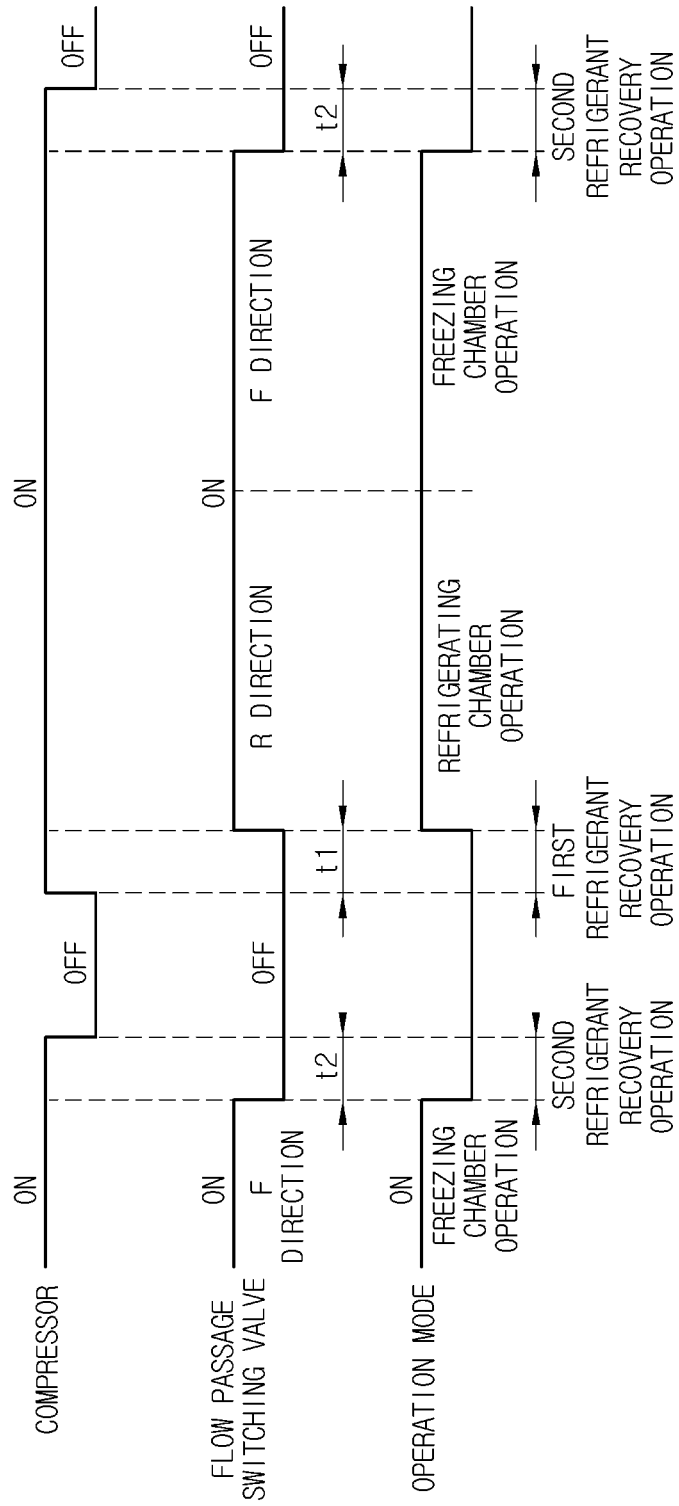 COMPRESSOR
ON
OFF
ON
OFF
FLOW PASSAGE
SWITCHING VALVE
ON
F
DIRECTION
OFF
R DIRECTION
ON
F DIRECTION
OFF
t2
t1
t2
OPERATION MODE
ON
FREEZING
CHAMBER
OPERATION
REFRIGERATING
CHAMBER
OPERATION
FREEZING
CHAMBER
OPERATION
SECOND
REFRIGERANT
RECOVERY
OPERATION
FIRST
REFRIGERANT
RECOVERY
OPERATION
SECOND
REFRIGERANT
RECOVERY
OPERATION